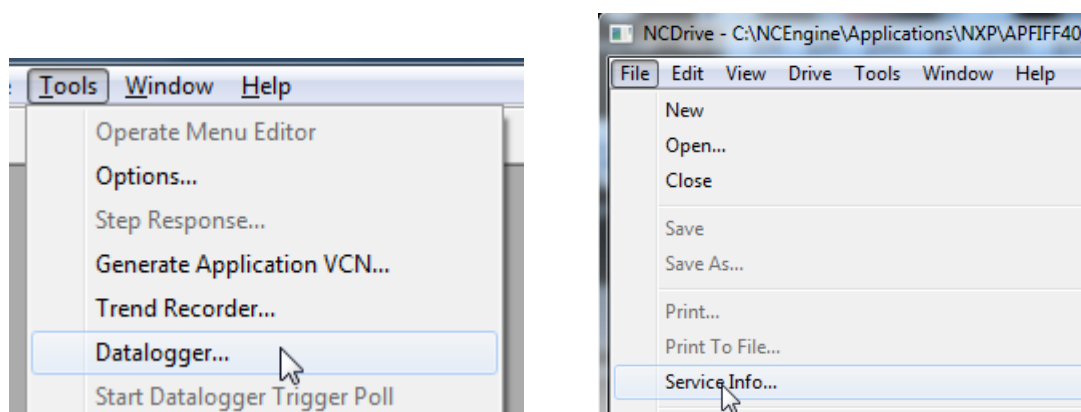 Tools Window Help
Operate Menu Editor
Options...
Step Response...
Generate Application VCN...
Trend Recorder...
Datalogger...
Start Datalogger Trigger Poll
NCDrive - C:\NCEngine\Applications\NXP\APFIFF40
File Edit View Drive Tools Window Help
New
Open...
Close
Save
Save As...
Print...
Print To File...
Service Info...